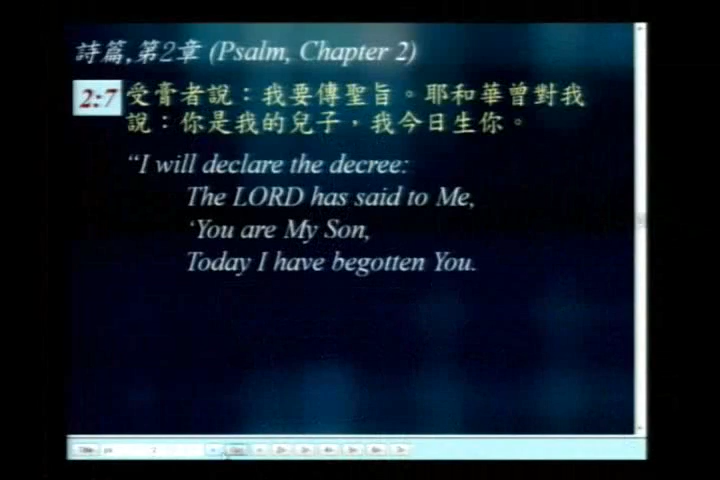 詩篇,第2章 (Psalm, Chapter 2)
2:7 受膏者說：我要傳聖旨。耶和華曾對我
說：你是我的兒子，我今日生你。
“I will declare the decree:
The LORD has said to Me,
‘You are My Son,
Today I have begotten You.
Title